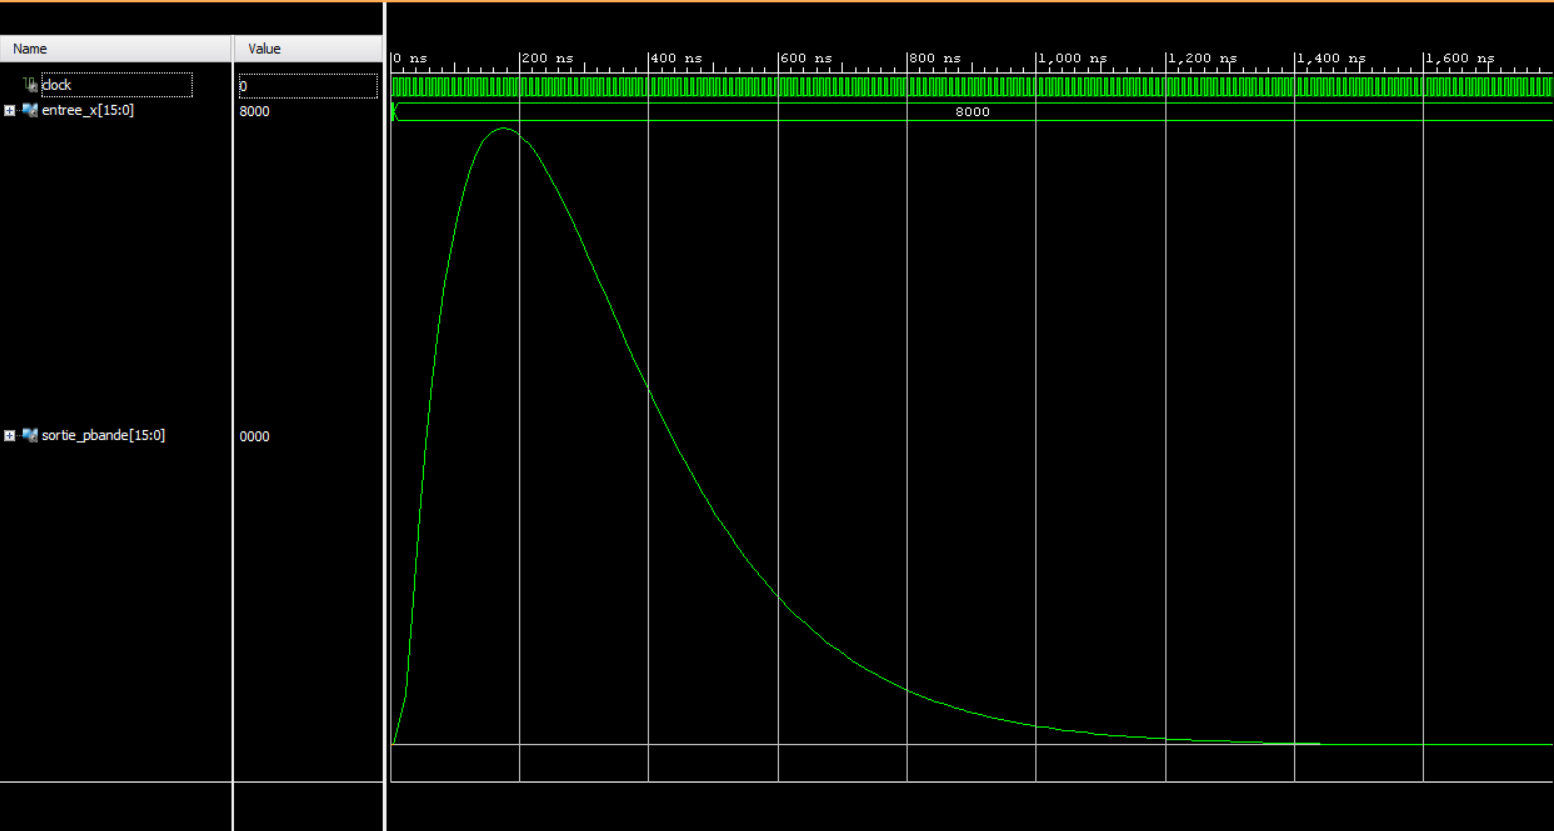 Name Value
0 ns 200 ns 400 ns 600 ns 800 ns 1,000 ns 1,200 ns 1,400 ns 1,600 ns
clock 0
entree_x[15:0] 8000 8000
sortie_pbande[15:0] 0000